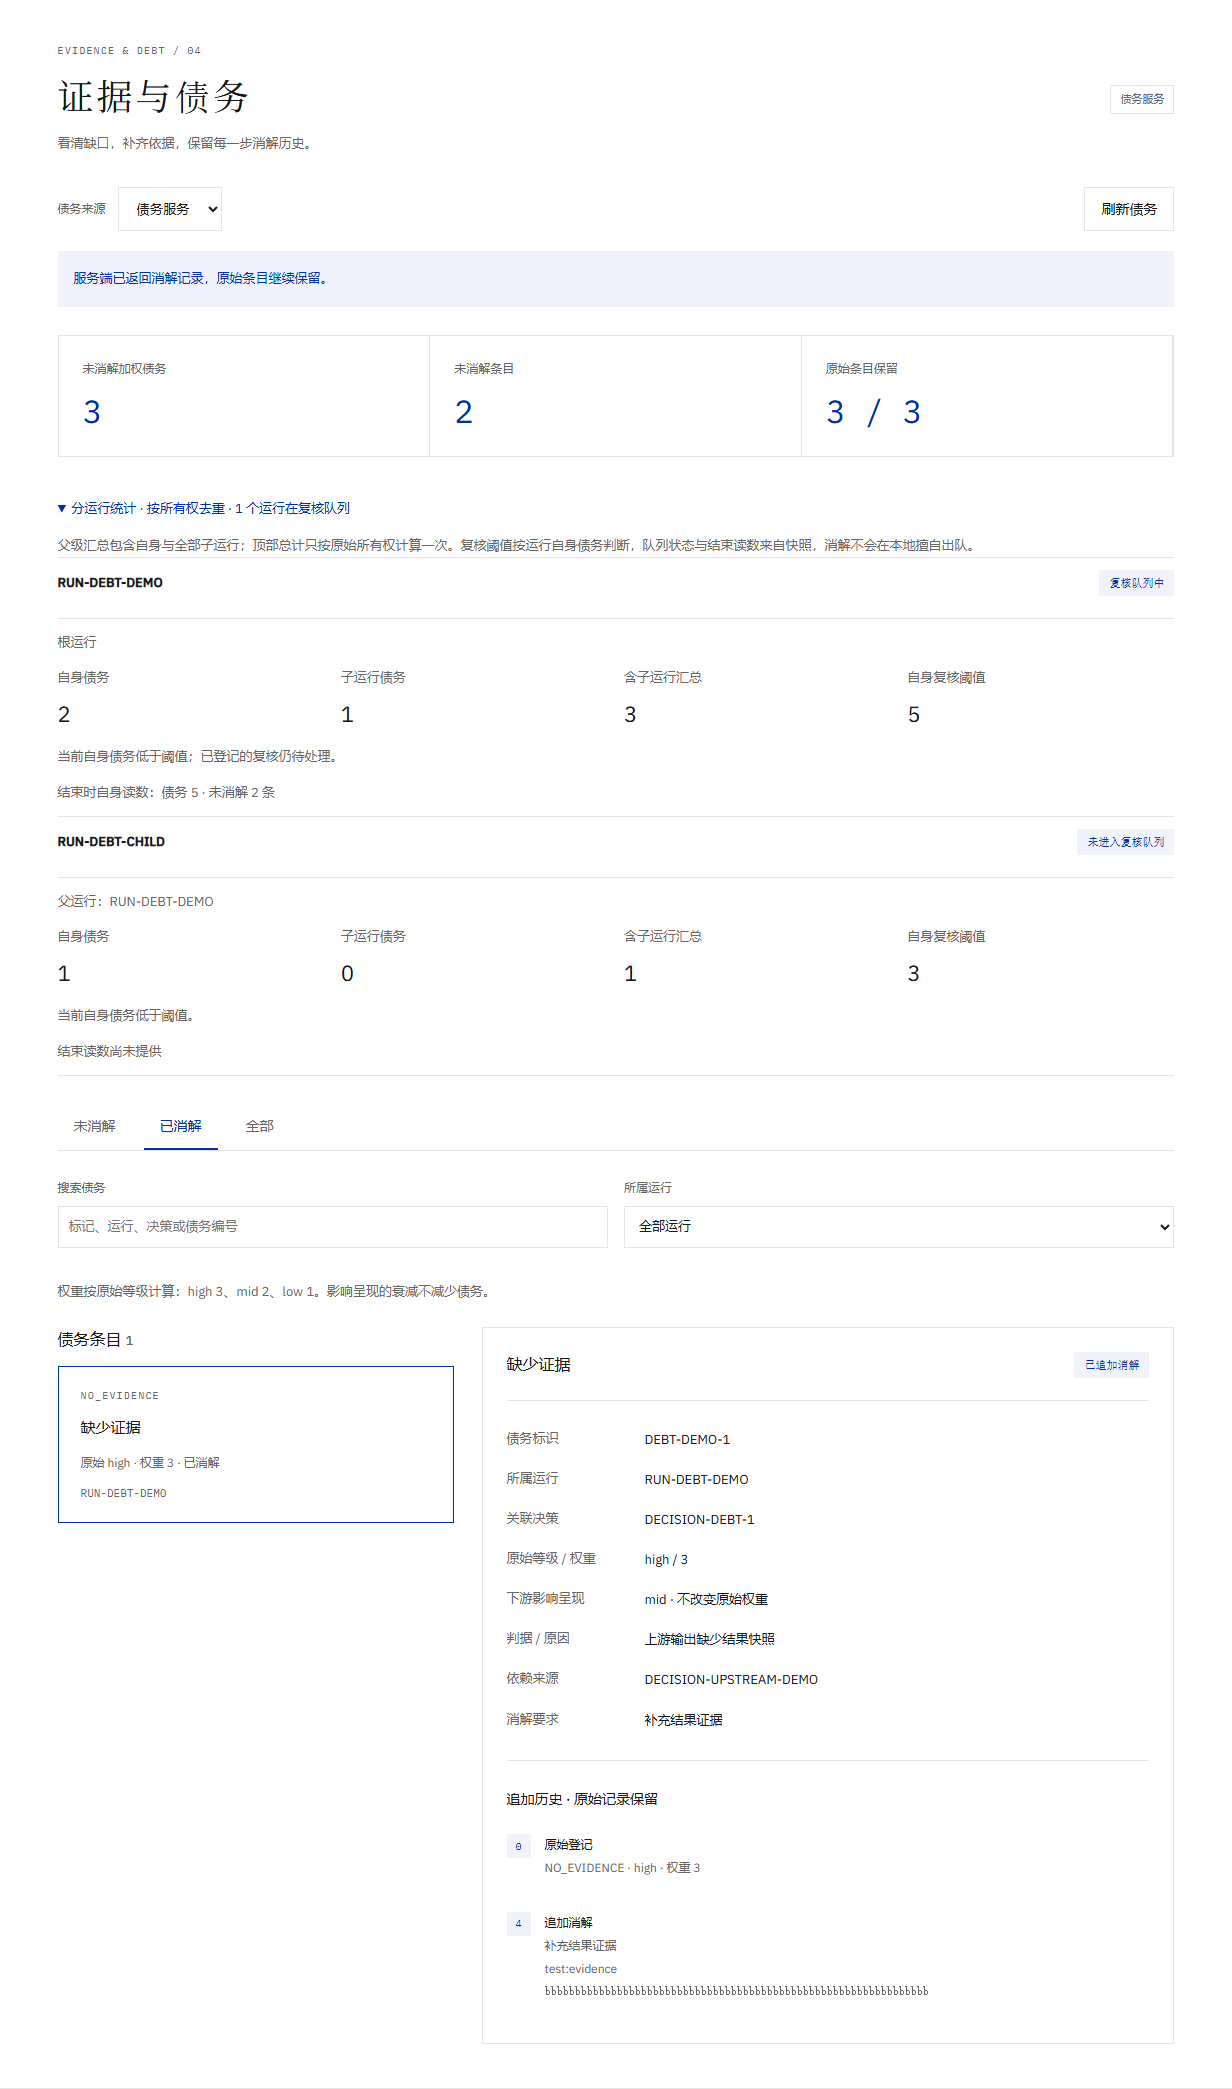 EVIDENCE & DEBT / 04
证据与债务
债务服务
看清缺口，补齐依据，保留每一步消解历史。
债务来源
债务服务
刷新债务
服务端已返回消解记录，原始条目继续保留。
未消解加权债务
3
未消解条目
2
原始条目保留
3 / 3
▼ 分运行统计 · 按所有权去重 · 1 个运行在复核队列
父级汇总包含自身与全部子运行；顶部总计只按原始所有权计算一次。复核阈值按运行自身债务判断，队列状态与结束读数来自快照，消解不会在本地擅自出队。
RUN-DEBT-DEMO
复核队列中
根运行
自身债务
2
子运行债务
1
含子运行汇总
3
自身复核阈值
5
当前自身债务低于阈值；已登记的复核仍待处理。
结束时自身读数：债务 5 · 未消解 2 条
RUN-DEBT-CHILD
未进入复核队列
父运行：RUN-DEBT-DEMO
自身债务
1
子运行债务
0
含子运行汇总
1
自身复核阈值
3
当前自身债务低于阈值。
结束读数尚未提供
未消解
已消解
全部
搜索债务
标记、运行、决策或债务编号
所属运行
全部运行
权重按原始等级计算：high 3、mid 2、low 1。影响呈现的衰减不减少债务。
债务条目 1
NO_EVIDENCE
缺少证据
原始 high · 权重 3 · 已消解
RUN-DEBT-DEMO
缺少证据
已追加消解
债务标识 DEBT-DEMO-1
所属运行 RUN-DEBT-DEMO
关联决策 DECISION-DEBT-1
原始等级 / 权重 high / 3
下游影响呈现 mid · 不改变原始权重
判据 / 原因 上游输出缺少结果快照
依赖来源 DECISION-UPSTREAM-DEMO
消解要求 补充结果证据
追加历史 · 原始记录保留
0
原始登记
NO_EVIDENCE · high · 权重 3
4
追加消解
补充结果证据
test:evidence
bbbbbbbbbbbbbbbbbbbbbbbbbbbbbbbbbbbbbbbbbbbbbbbbbbbbbbbbbbbbbbbb